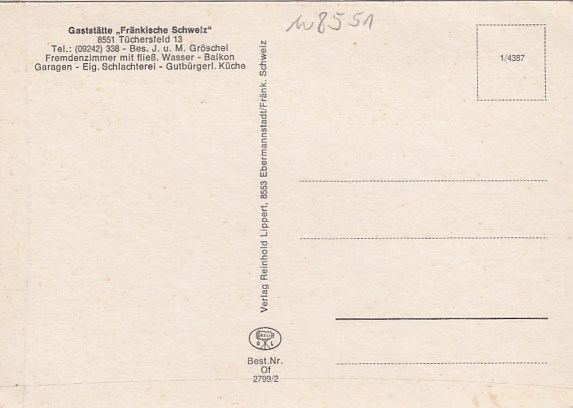 Gaststätte „Fränkische Schweiz“
8551 Tüchersfeld 13
Tel.: (09242) 338 - Bes. J. u. M. Gröschel
Fremdenzimmer mit fließ. Wasser - Balkon
Garagen - Eig. Schlachterei - Gutbürgerl. Küche
w8551
1/4387
Verlag Reinhold Lippert, 8553 Ebermannstadt/Fränk. Schweiz
R L
Best.Nr.
Of
2799/2